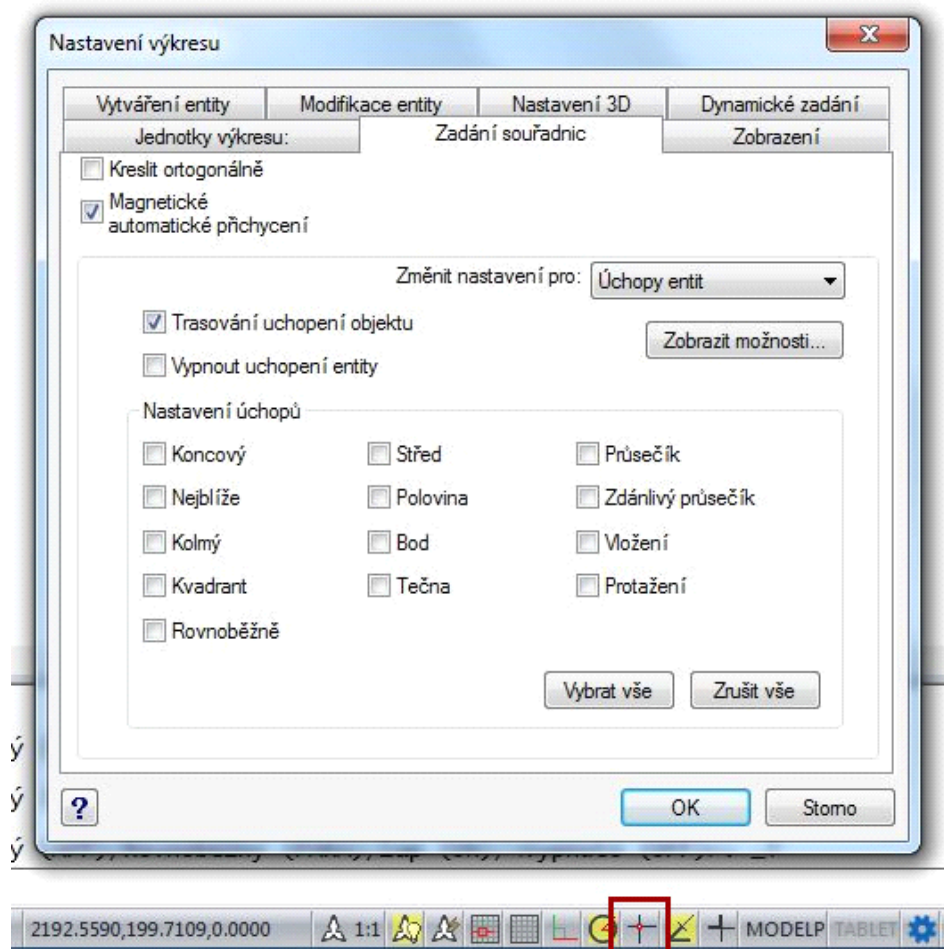 Nastavení výkresu
Vytváření entity Modifikace entity Nastavení 3D Dynamické zadání
Jednotky výkresu: Zadání souřadnic Zobrazení
Kreslit ortogonálně
Magnetické
automatické přichycení
Změnit nastavení pro: Úchopy entit
Trasování uchopení objektu
Zobrazit možnosti...
Vypnout uchopení entity
Nastavení úchopů
Koncový Střed Průsečík
Nejblíže Polovina Zdánlivý průsečík
Kolmý Bod Vložení
Kvadrant Tečna Protažení
Rovnoběžně
Vybrat vše Zrušit vše
ý
ý
? OK Storno
ý
2192.5590,199.7109,0.0000 1:1 MODELP TABLET